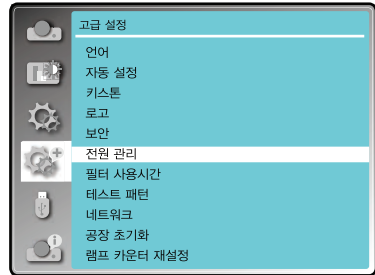 고급 설정
언어
자동 설정
키스톤
로고
보안
전원 관리
필터 사용시간
테스트 패턴
네트워크
공장 초기화
램프 카운터 재설정